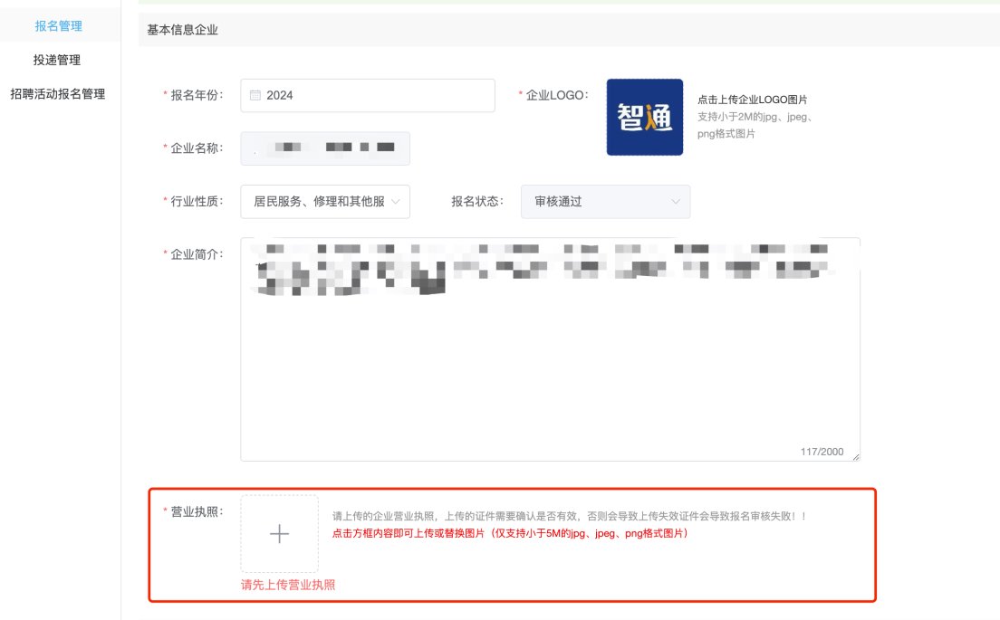 报名管理
投递管理
招聘活动报名管理
基本信息企业
* 报名年份：
2024
* 企业LOGO：
智通
点击上传企业LOGO图片
支持小于2M的jpg、jpeg、
png格式图片
* 企业名称：
* 行业性质：
居民服务、修理和其他服
报名状态：
审核通过
* 企业简介：
117/2000
* 营业执照：
请上传的企业营业执照，上传的证件需要确认是否有效，否则会导致上传失效证件会导致报名审核失败！！
点击方框内容即可上传或替换图片（仅支持小于5M的jpg、jpeg、png格式图片）
请先上传营业执照